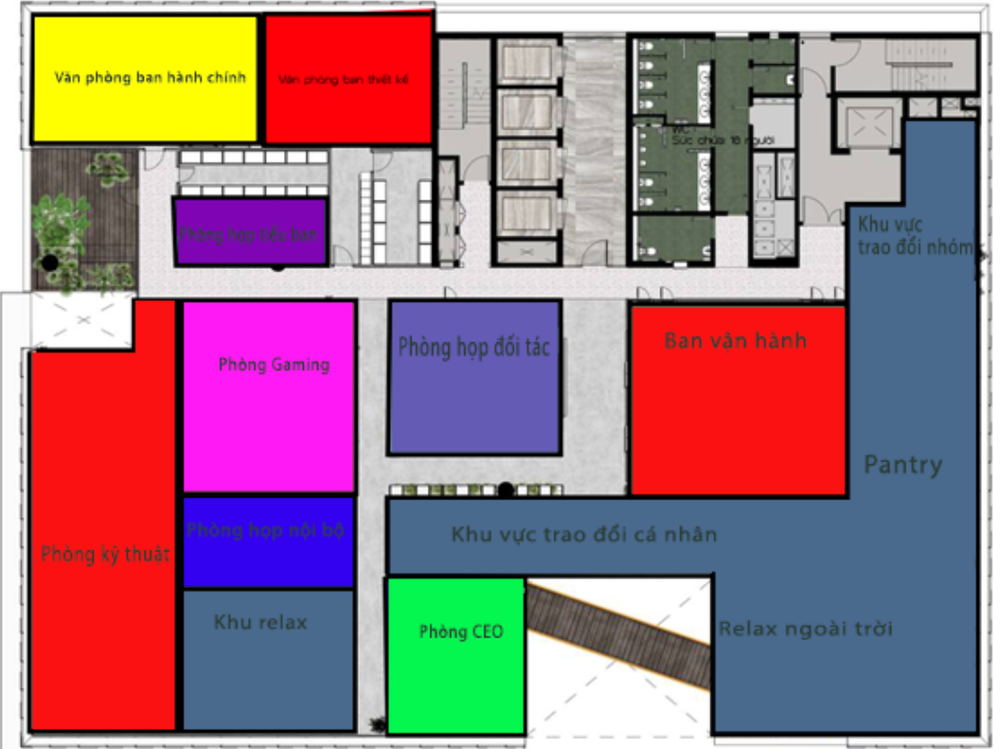 Văn phòng ban hành chính
Văn phòng ban thiết kế
WC
Sức chứa: 18 người
Phòng họp tiểu ban
Khu vực
trao đổi nhóm
Phòng Gaming
Phòng họp đối tác
Ban vận hành
Pantry
Phòng họp nội bộ
Khu vực trao đổi cá nhân
Phòng kỹ thuật
Khu relax
Phòng CEO
Relax ngoài trời